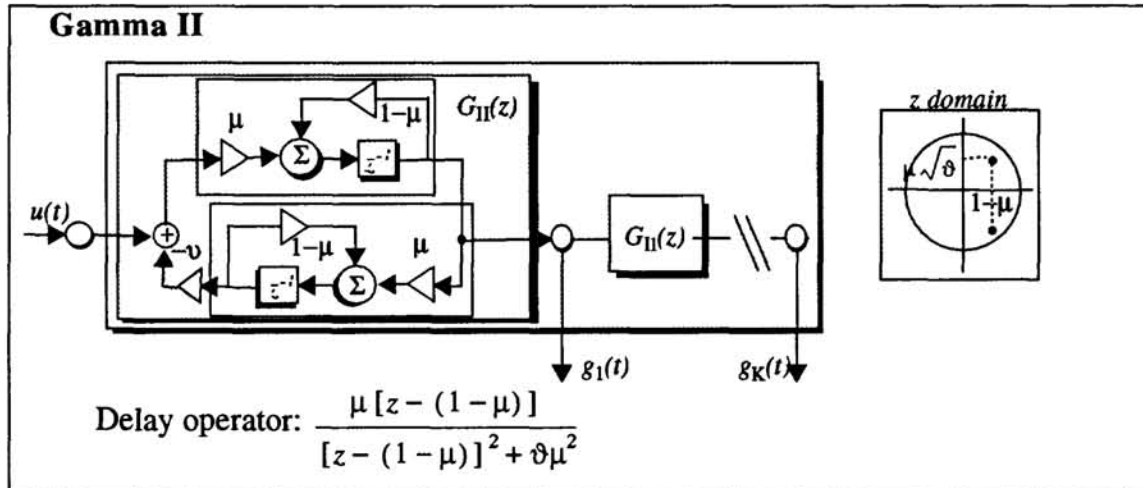 Gamma II
μ
1−μ
G_II(z)
Σ
z⁻¹
u(t)
+
−υ
1−μ
μ
z⁻¹
Σ
G_II(z)
g₁(t)
g_K(t)
z domain
μ√ϑ
1−μ
Delay operator: μ [z − (1−μ)] / [z − (1−μ)]² + ϑμ²